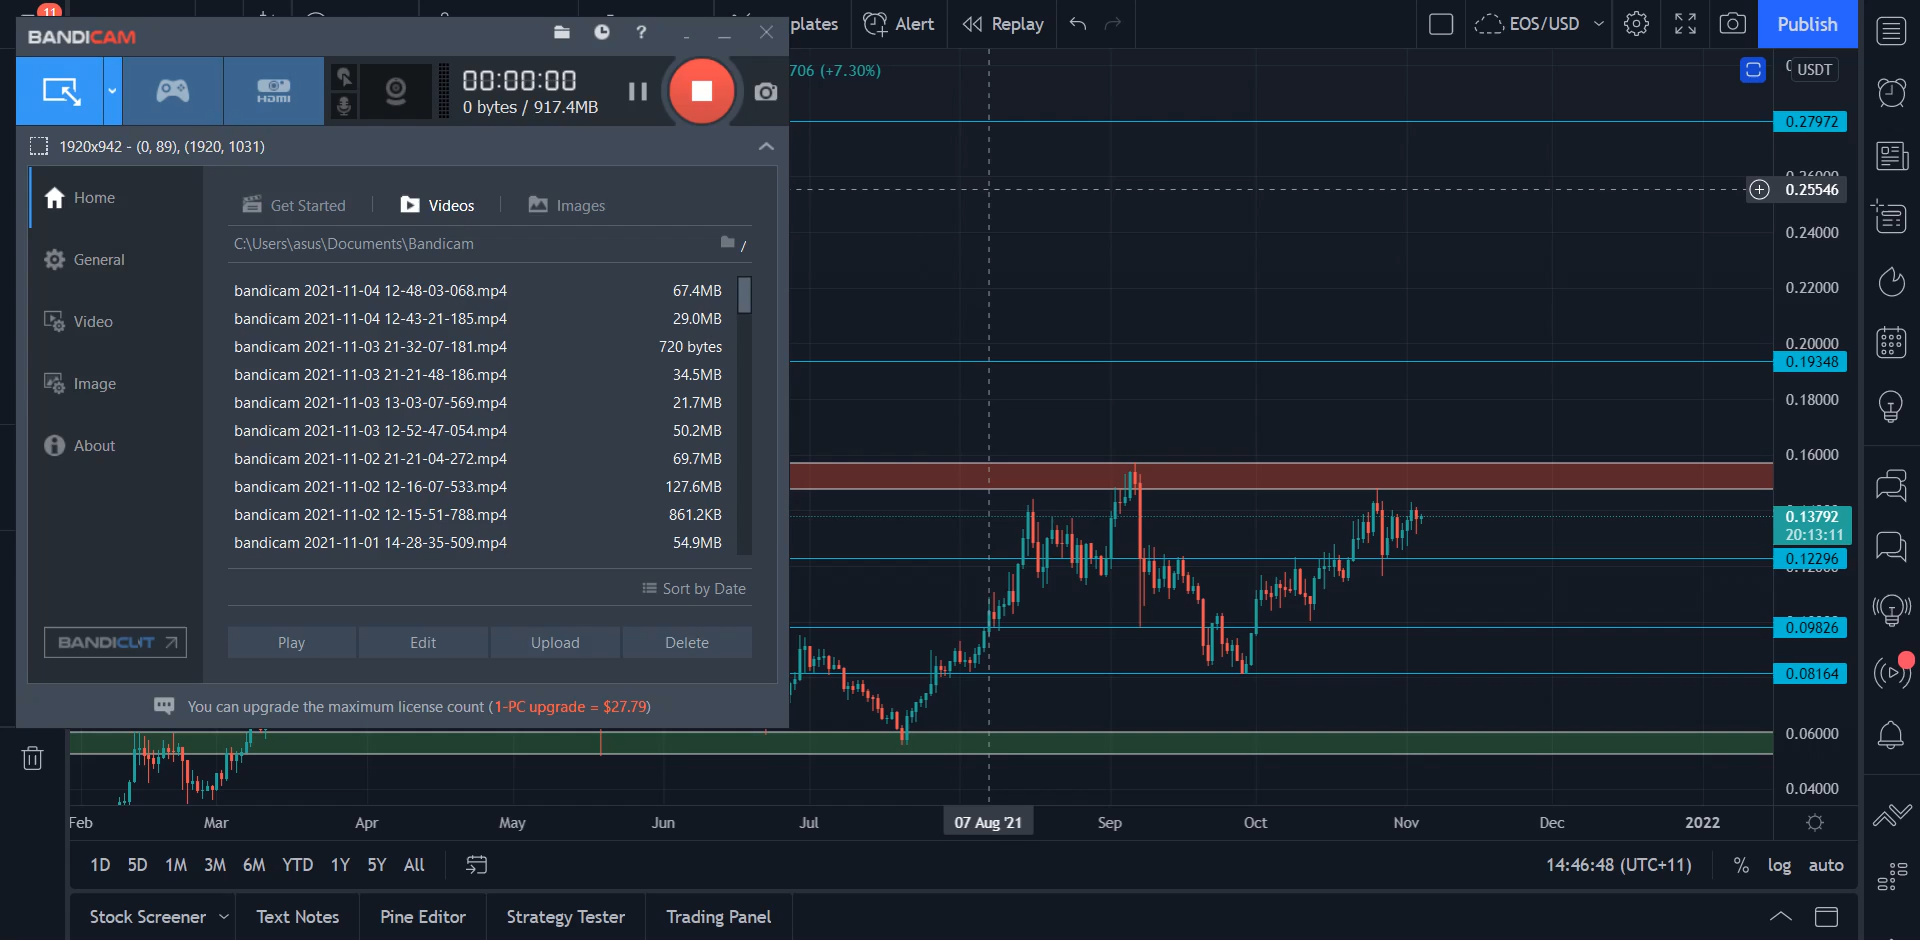 11
BANDICAM
?
plates
Alert
Replay
EOS/USD
Publish
HDMI
00:00:00
0 bytes / 917.4MB
706 (+7.30%)
USDT
1920x942 - (0, 89), (1920, 1031)
Home
General
Video
Image
About
BANDICUT
Get Started
Videos
Images
C:\Users\asus\Documents\Bandicam
bandicam 2021-11-04 12-48-03-068.mp4 67.4MB
bandicam 2021-11-04 12-43-21-185.mp4 29.0MB
bandicam 2021-11-03 21-32-07-181.mp4 720 bytes
bandicam 2021-11-03 21-21-48-186.mp4 34.5MB
bandicam 2021-11-03 13-03-07-569.mp4 21.7MB
bandicam 2021-11-03 12-52-47-054.mp4 50.2MB
bandicam 2021-11-02 21-21-04-272.mp4 69.7MB
bandicam 2021-11-02 12-16-07-533.mp4 127.6MB
bandicam 2021-11-02 12-15-51-788.mp4 861.2KB
bandicam 2021-11-01 14-28-35-509.mp4 54.9MB
Sort by Date
Play Edit Upload Delete
You can upgrade the maximum license count (1-PC upgrade = $27.79)
0.27972
0.25546
0.24000
0.22000
0.20000
0.19348
0.18000
0.16000
0.13792
20:13:11
0.12296
0.09826
0.08164
0.06000
0.04000
Feb Mar Apr May Jun Jul 07 Aug '21 Sep Oct Nov Dec 2022
1D 5D 1M 3M 6M YTD 1Y 5Y All
14:46:48 (UTC+11) % log auto
Stock Screener Text Notes Pine Editor Strategy Tester Trading Panel